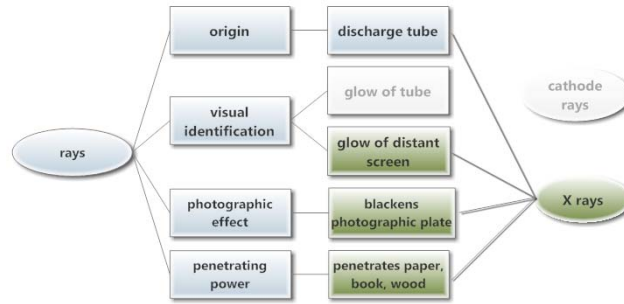 rays
origin
visual
identification
photographic
effect
penetrating
power
discharge tube
glow of tube
glow of distant
screen
blackens
photographic plate
penetrates paper,
book, wood
cathode
rays
X rays